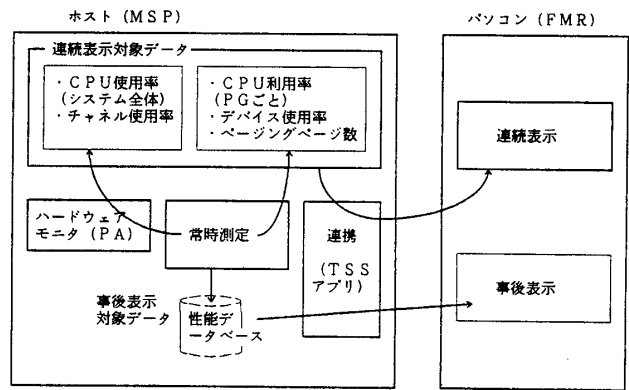 ホスト(MSP)
パソコン(FMR)
連続表示対象データ
・CPU使用率
(システム全体)
・チャネル使用率
・CPU利用率
(PGごと)
・デバイス使用率
・ページングページ数
連続表示
ハードウェア
モニタ(PA)
常時測定
連携
(TSS
アプリ)
事後表示
対象データ
性能デ
ータベース
事後表示